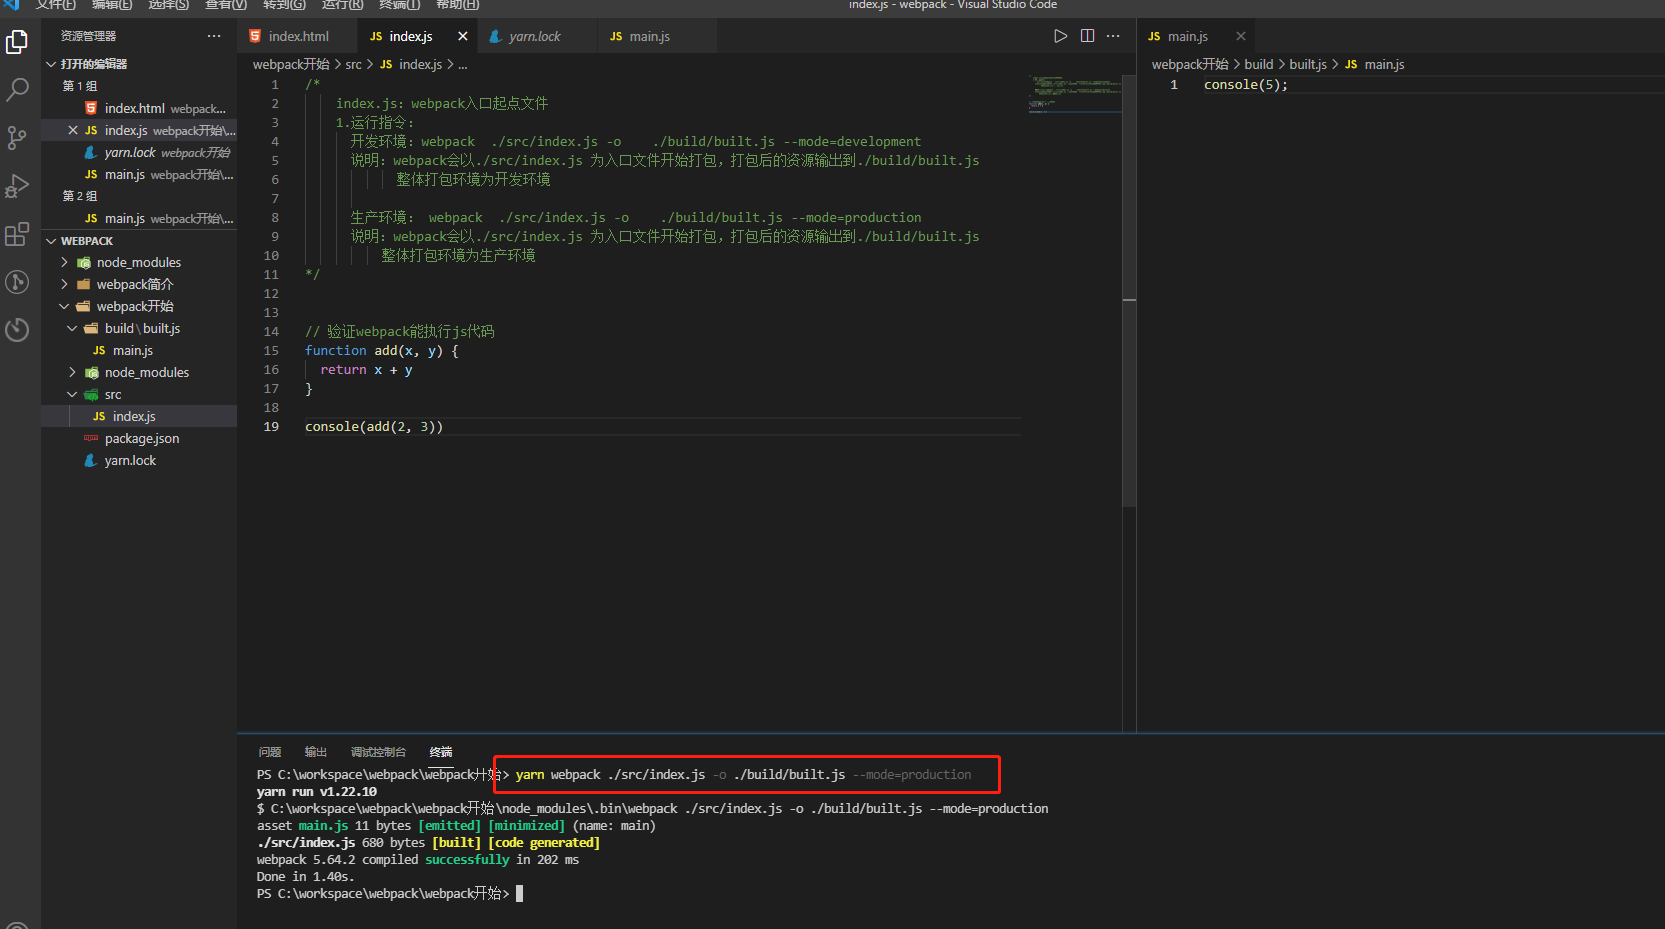 文件(F) 编辑(E) 选择(S) 查看(V) 转到(G) 运行(R) 终端(T) 帮助(H)
index.js - webpack - Visual Studio Code
资源管理器 ···
打开的编辑器
第 1 组
index.html webpack...
JS index.js webpack开始\...
yarn.lock webpack开始
JS main.js webpack开始\...
第 2 组
JS main.js webpack开始\...
WEBPACK
node_modules
webpack简介
webpack开始
build \ built.js
JS main.js
node_modules
src
JS index.js
package.json
yarn.lock
index.html
JS index.js
yarn.lock
JS main.js
webpack开始 > src > JS index.js > ...
1 /*
2 index.js: webpack入口起点文件
3 1.运行指令:
4 开发环境: webpack ./src/index.js -o ./build/built.js --mode=development
5 说明: webpack会以./src/index.js 为入口文件开始打包, 打包后的资源输出到./build/built.js
6 整体打包环境为开发环境
7
8 生产环境: webpack ./src/index.js -o ./build/built.js --mode=production
9 说明: webpack会以./src/index.js 为入口文件开始打包, 打包后的资源输出到./build/built.js
10 整体打包环境为生产环境
11 */
12
13
14 // 验证webpack能执行js代码
15 function add(x, y) {
16 return x + y
17 }
18
19 console(add(2, 3))
JS main.js
webpack开始 > build > built.js > JS main.js
1 console(5);
问题 输出 调试控制台 终端
PS C:\workspace\webpack\webpack开始> yarn webpack ./src/index.js -o ./build/built.js --mode=production
yarn run v1.22.10
$ C:\workspace\webpack\webpack开始\node_modules\.bin\webpack ./src/index.js -o ./build/built.js --mode=production
asset main.js 11 bytes [emitted] [minimized] (name: main)
./src/index.js 680 bytes [built] [code generated]
webpack 5.64.2 compiled successfully in 202 ms
Done in 1.40s.
PS C:\workspace\webpack\webpack开始>